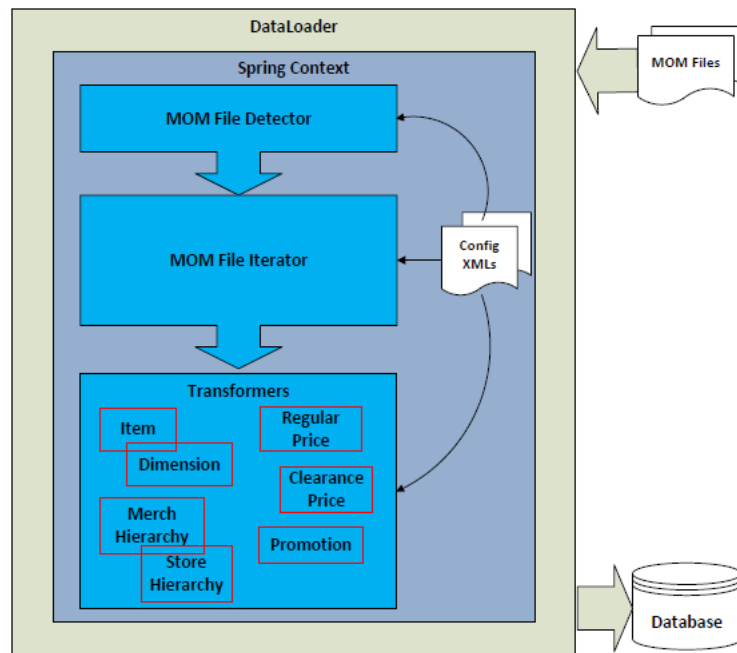 DataLoader
Spring Context
MOM Files
MOM File Detector
MOM File Iterator
Config
XMLs
Transformers
Item
Dimension
Merch
Hierarchy
Store
Hierarchy
Regular
Price
Clearance
Price
Promotion
Database